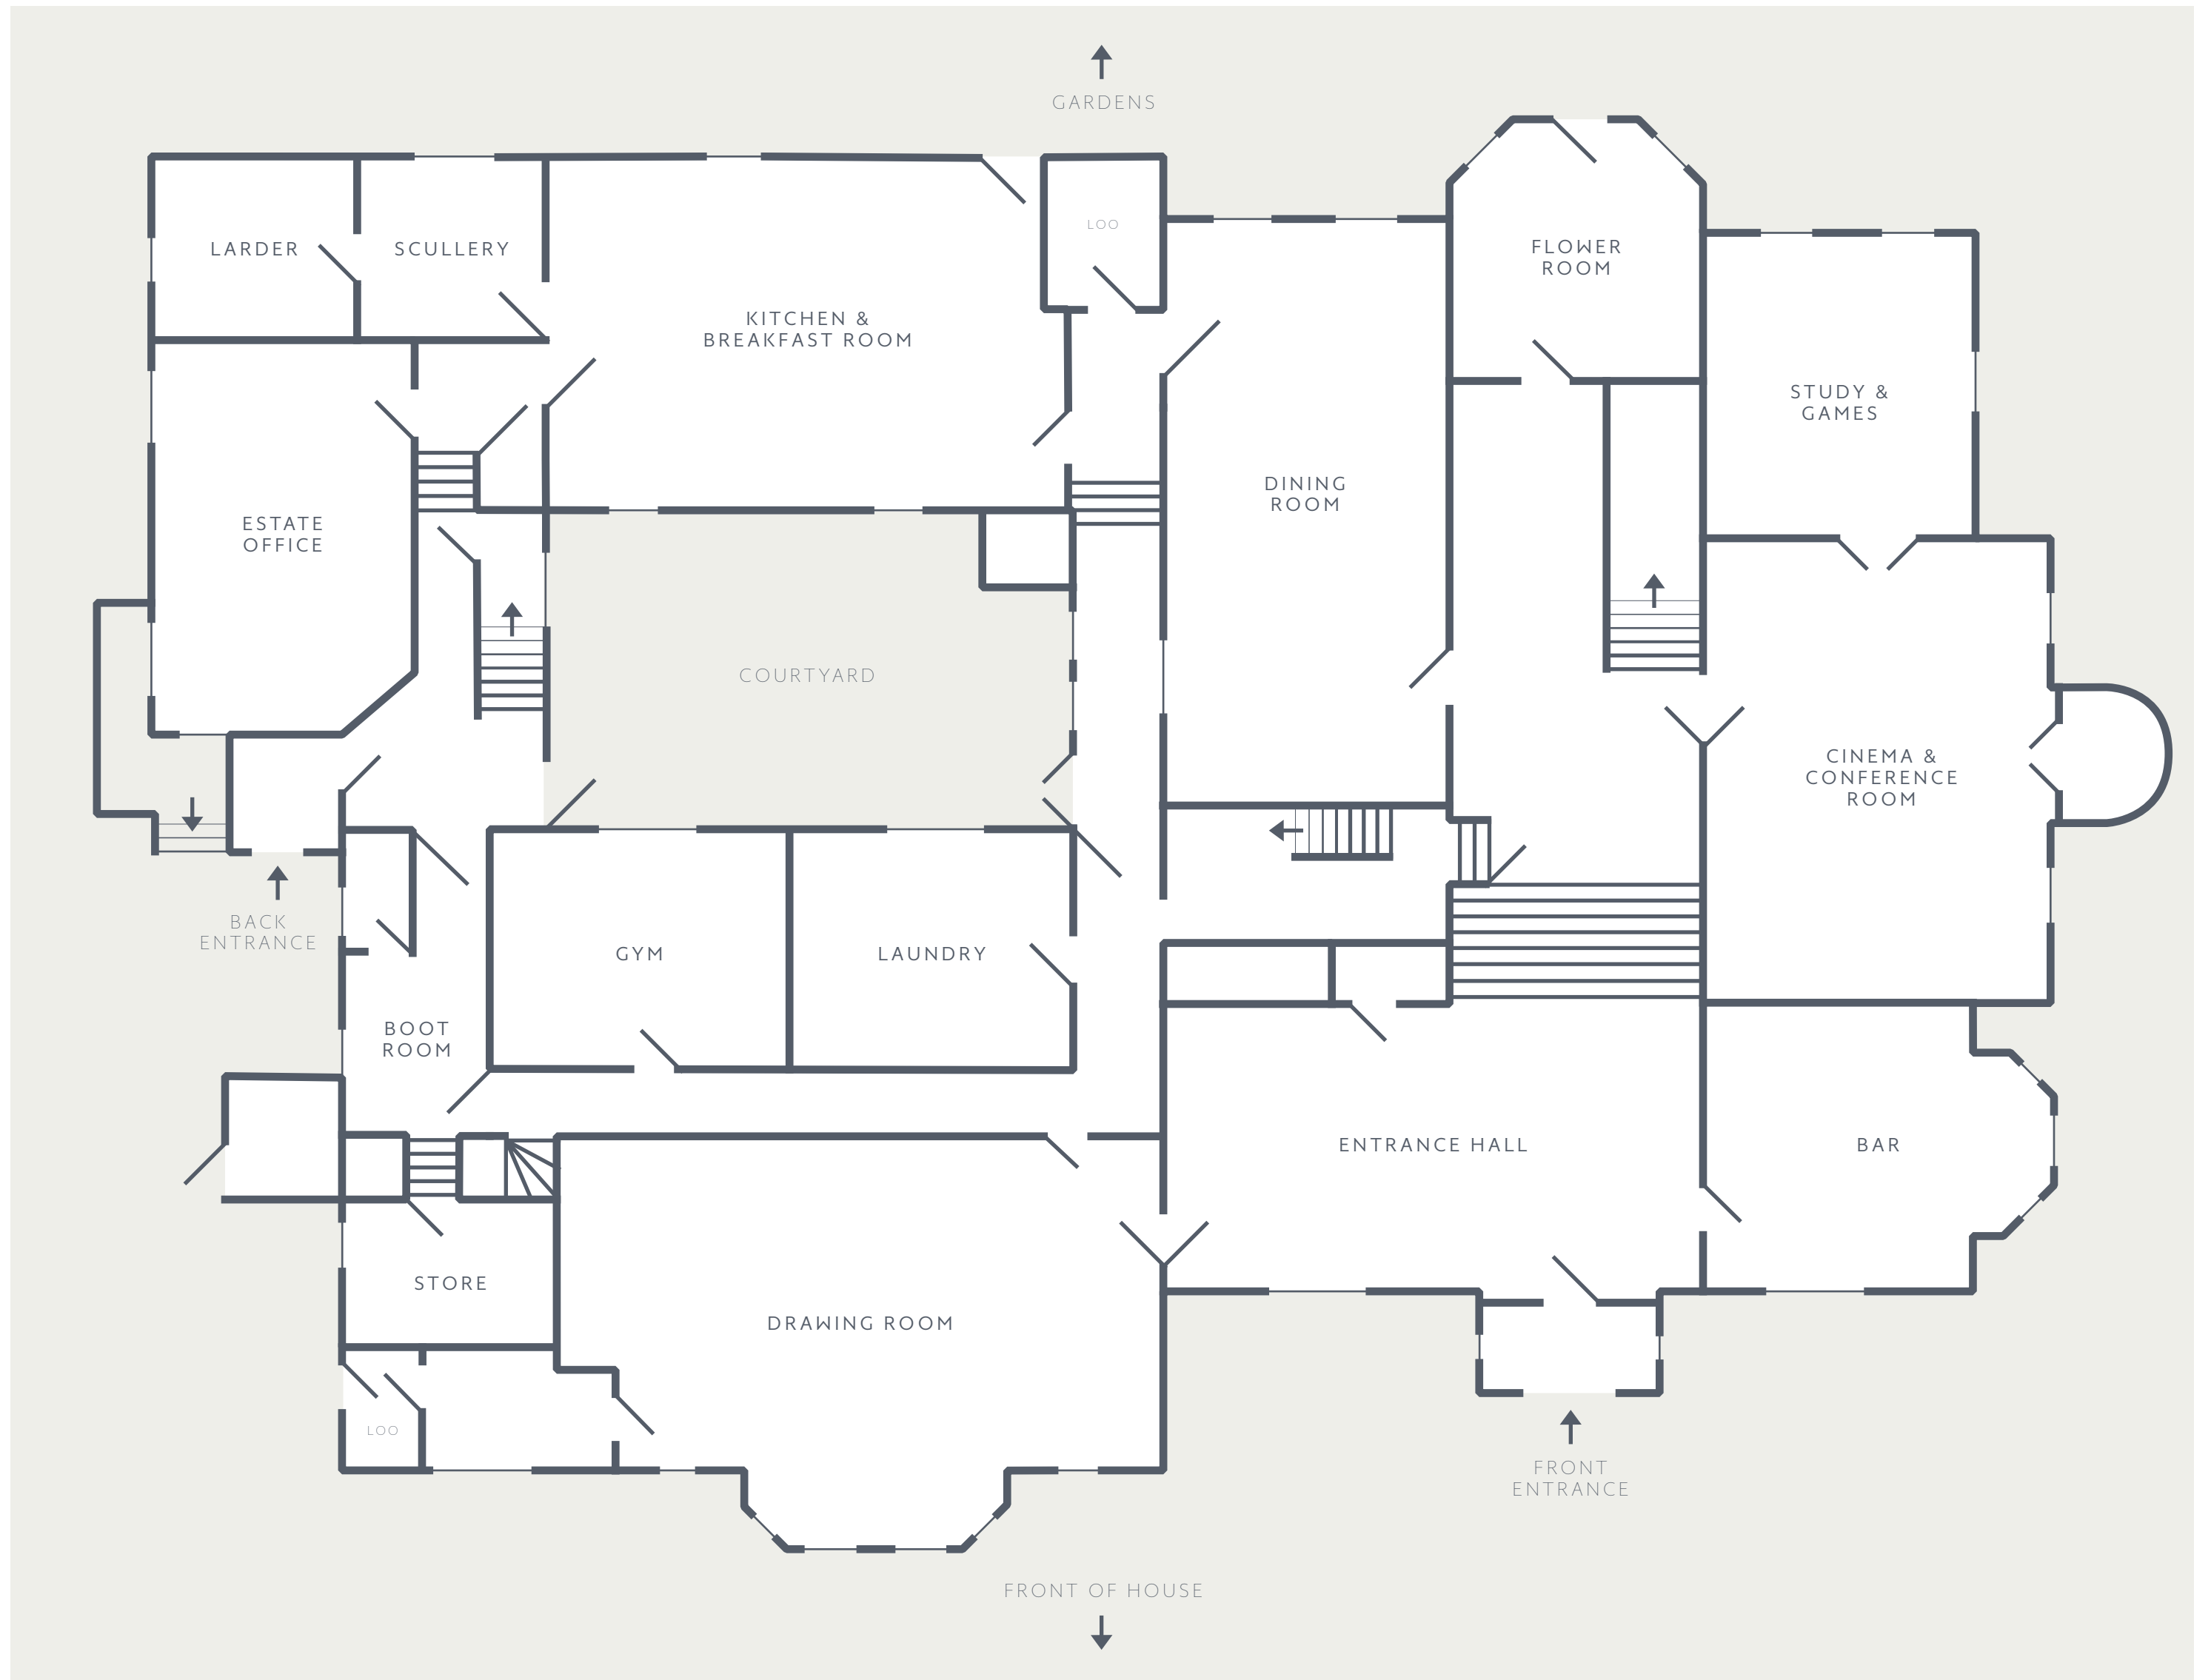 GARDENS
LOO
LARDER
SCULLERY
FLOWER
ROOM
KITCHEN &
BREAKFAST ROOM
STUDY &
GAMES
DINING
ROOM
ESTATE
OFFICE
COURTYARD
CINEMA &
CONFERENCE
ROOM
BACK
ENTRANCE
GYM
LAUNDRY
BOOT
ROOM
ENTRANCE HALL
BAR
STORE
DRAWING ROOM
LOO
FRONT
ENTRANCE
FRONT OF HOUSE